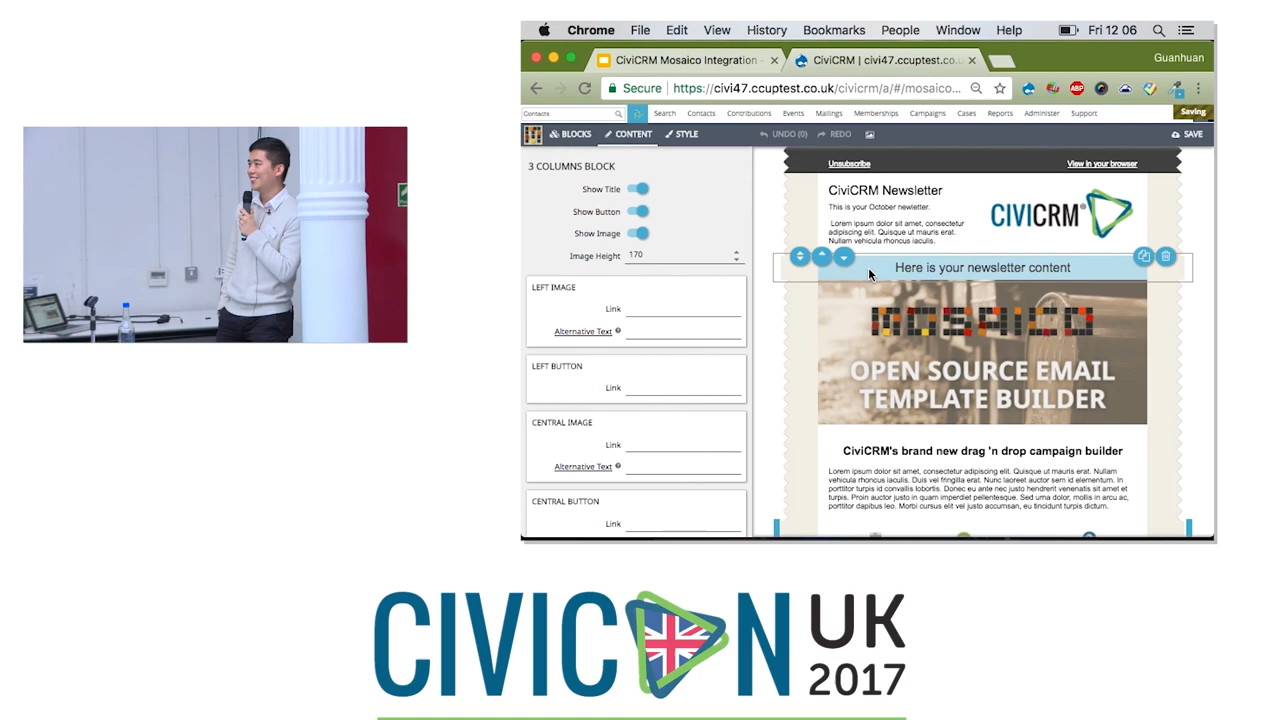 Chrome File Edit View History Bookmarks People Window Help Fri 12 06
CiviCRM Mosaico Integration - CiviCRM | civi47.ccuptest.co.u Guanhuan
Secure https://civi47.ccuptest.co.uk/civicrm/a/#/mosaico... ABP
Contacts Search Contacts Contributions Events Mailings Memberships Campaigns Cases Reports Administer Support Saving
BLOCKS CONTENT STYLE UNDO (0) REDO SAVE
3 COLUMNS BLOCK
Show Title
Show Button
Show Image
Image Height 170
LEFT IMAGE
Link
Alternative Text
LEFT BUTTON
Link
CENTRAL IMAGE
Link
Alternative Text
CENTRAL BUTTON
Link
Unsubscribe View in your browser
CiviCRM Newsletter
This is your October newletter.
Lorem ipsum dolor sit amet, consectetur
adipiscing elit. Quisque ut mauris erat.
Nullam vehicula rhoncus iaculis.
CIVICRM®
Here is your newsletter content
MOSAICO
OPEN SOURCE EMAIL
TEMPLATE BUILDER
CiviCRM's brand new drag 'n drop campaign builder
Lorem ipsum dolor sit amet, consectetur adipiscing elit. Quisque ut mauris erat. Nullam
vehicula rhoncus iaculis. Duis vel fringilla erat. Nunc laoreet sem id elementum. In
porttitor turpis id convallis lobortis. Donec eu ante nec justo hendrerit venenatis sit amet et
turpis. Proin auctor justo in quam imperdiet pellentesque. Sed urna dolor, mollis in arcu ac,
porttitor dapibus leo. Morbi cursus elit vel justo accumsan, eu tincidunt turpis dictum.
CIVICON UK
2017